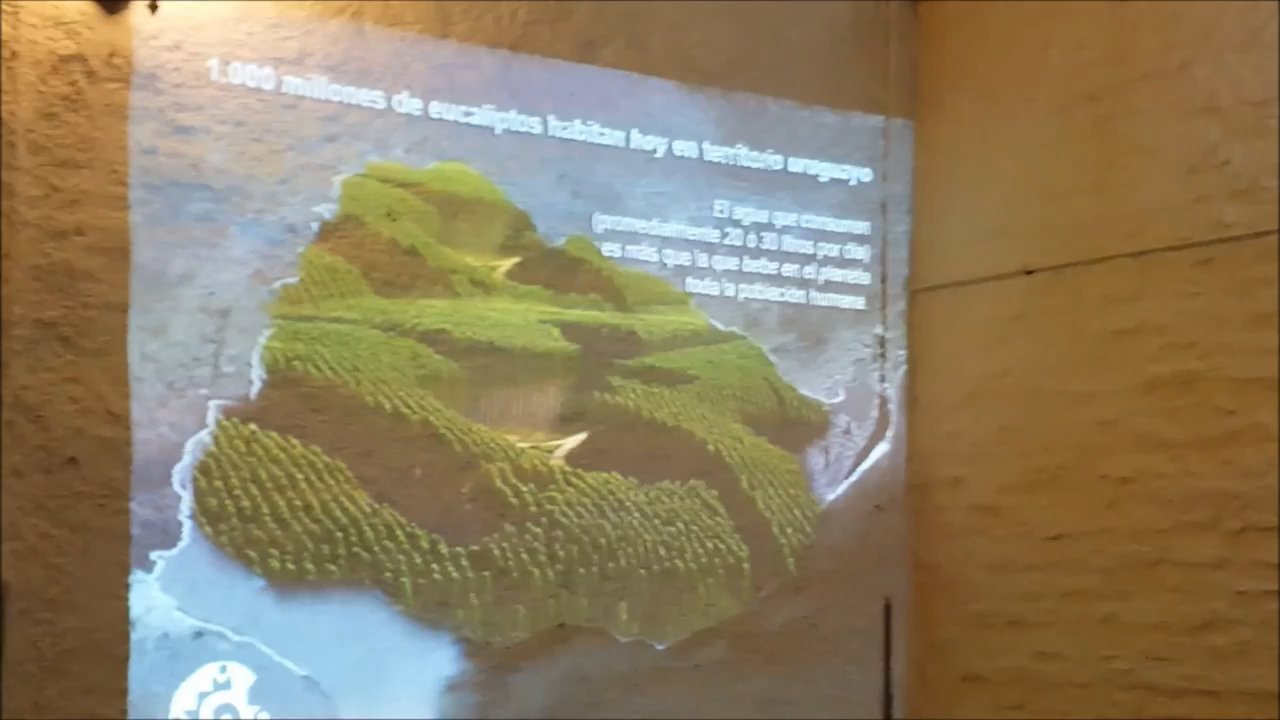 1.000 millones de eucaliptos habitan hoy en territorio uruguayo
El agua que consumen
(promedialmente 20 ó 30 litros por día)
es más que la que bebe en el planeta
toda la población humana.